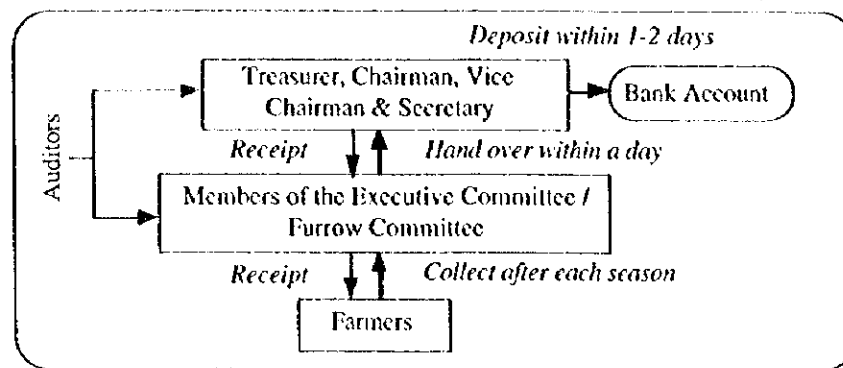 Deposit within 1-2 days
Treasurer, Chairman, Vice
Chairman & Secretary
Bank Account
Auditors
Receipt
Hand over within a day
Members of the Executive Committee /
Furrow Committee
Receipt
Collect after each season
Farmers